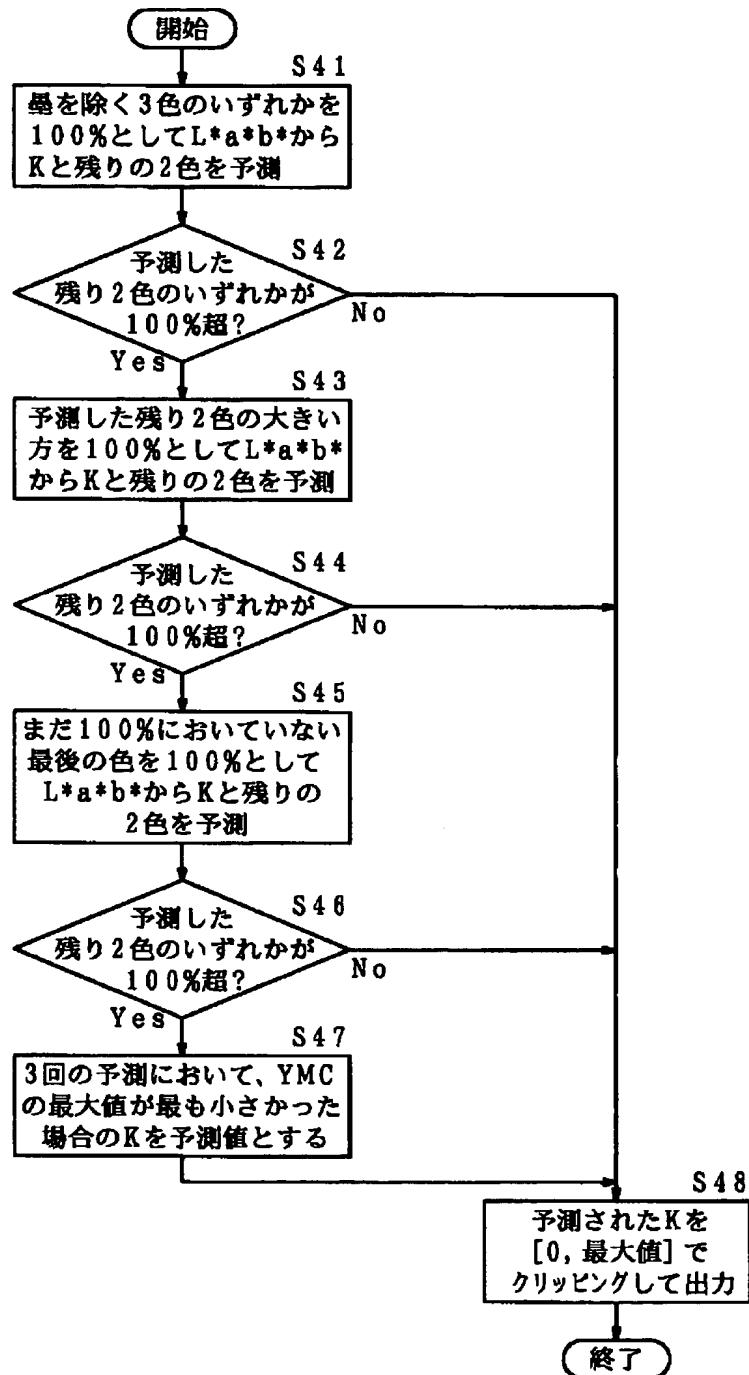 開始
S41
墨を除く3色のいずれかを
100%としてL*a*b*から
Kと残りの2色を予測
S42
予測した
残り2色のいずれかが
100%超?
No
Yes
S43
予測した残り2色の大きい
方を100%としてL*a*b*
からKと残りの2色を予測
S44
予測した
残り2色のいずれかが
100%超?
No
Yes
S45
まだ100%においていない
最後の色を100%として
L*a*b*からKと残りの
2色を予測
S46
予測した
残り2色のいずれかが
100%超?
No
Yes
S47
3回の予測において、YMC
の最大値が最も小さかった
場合のKを予測値とする
S48
予測されたKを
[0, 最大値]で
クリッピングして出力
終了